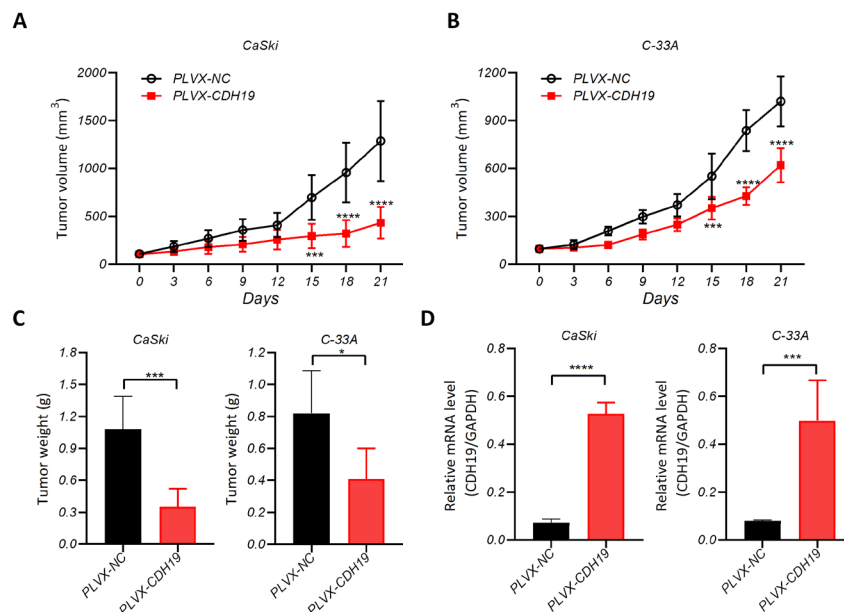 A
CaSki
PLVX-NC
PLVX-CDH19
Tumor volume (mm3)
2000
1500
1000
500
0
***
****
****
0 3 6 9 12 15 18 21
Days
B
C-33A
PLVX-NC
PLVX-CDH19
Tumor volume (mm3)
1200
900
600
300
0
***
****
****
0 3 6 9 12 15 18 21
Days
C
CaSki
Tumor weight (g)
1.8
1.5
1.2
0.9
0.6
0.3
0.0
***
PLVX-NC
PLVX-CDH19
C-33A
Tumor weight (g)
1.2
1.0
0.8
0.6
0.4
0.2
0.0
*
PLVX-NC
PLVX-CDH19
D
CaSki
Relative mRNA level
(CDH19/GAPDH)
0.8
0.6
0.4
0.2
0.0
****
PLVX-NC
PLVX-CDH19
C-33A
Relative mRNA level
(CDH19/GAPDH)
0.8
0.6
0.4
0.2
0.0
***
PLVX-NC
PLVX-CDH19